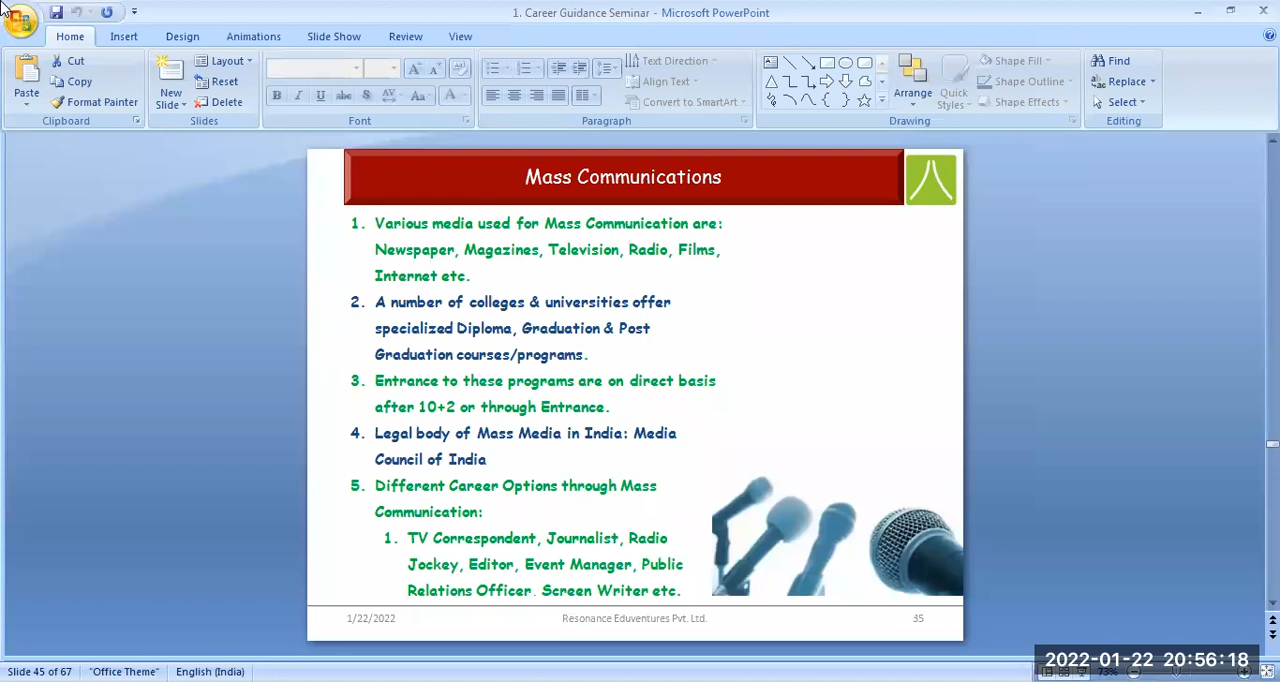 1. Career Guidance Seminar - Microsoft PowerPoint
Home Insert Design Slide Show Animations Review View
Paste
Cut
Copy
Format Painter
Clipboard
New Slide
Layout
Reset
Delete
Slides
B I U abe S AV Aa A
Font
Text Direction
Align Text
Convert to SmartArt
Paragraph
Arrange
Quick Styles
Shape Fill
Shape Outline
Shape Effects
Drawing
Find
Replace
Select
Editing
Mass Communications
1. Various media used for Mass Communication are:
Newspaper, Magazines, Television, Radio, Films,
Internet etc.
2. A number of colleges & universities offer
specialized Diploma, Graduation & Post
Graduation courses/programs.
3. Entrance to these programs are on direct basis
after 10+2 or through Entrance.
4. Legal body of Mass Media in India: Media
Council of India
5. Different Career Options through Mass
Communication:
1. TV Correspondent, Journalist, Radio
Jockey, Editor, Event Manager, Public
Relations Officer, Screen Writer etc.
1/22/2022 Resonance Eduventures Pvt. Ltd. 35
Slide 45 of 67 "Office Theme" English (India)
2022-01-22 20:56:18
73%